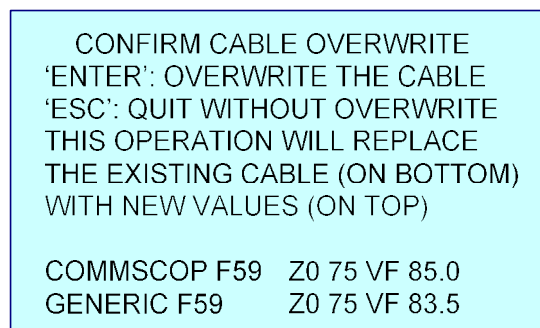 CONFIRM CABLE OVERWRITE
‘ENTER’: OVERWRITE THE CABLE
‘ESC’: QUIT WITHOUT OVERWRITE
THIS OPERATION WILL REPLACE
THE EXISTING CABLE (ON BOTTOM)
WITH NEW VALUES (ON TOP)
COMMSCOP F59 Z0 75 VF 85.0
GENERIC F59 Z0 75 VF 83.5